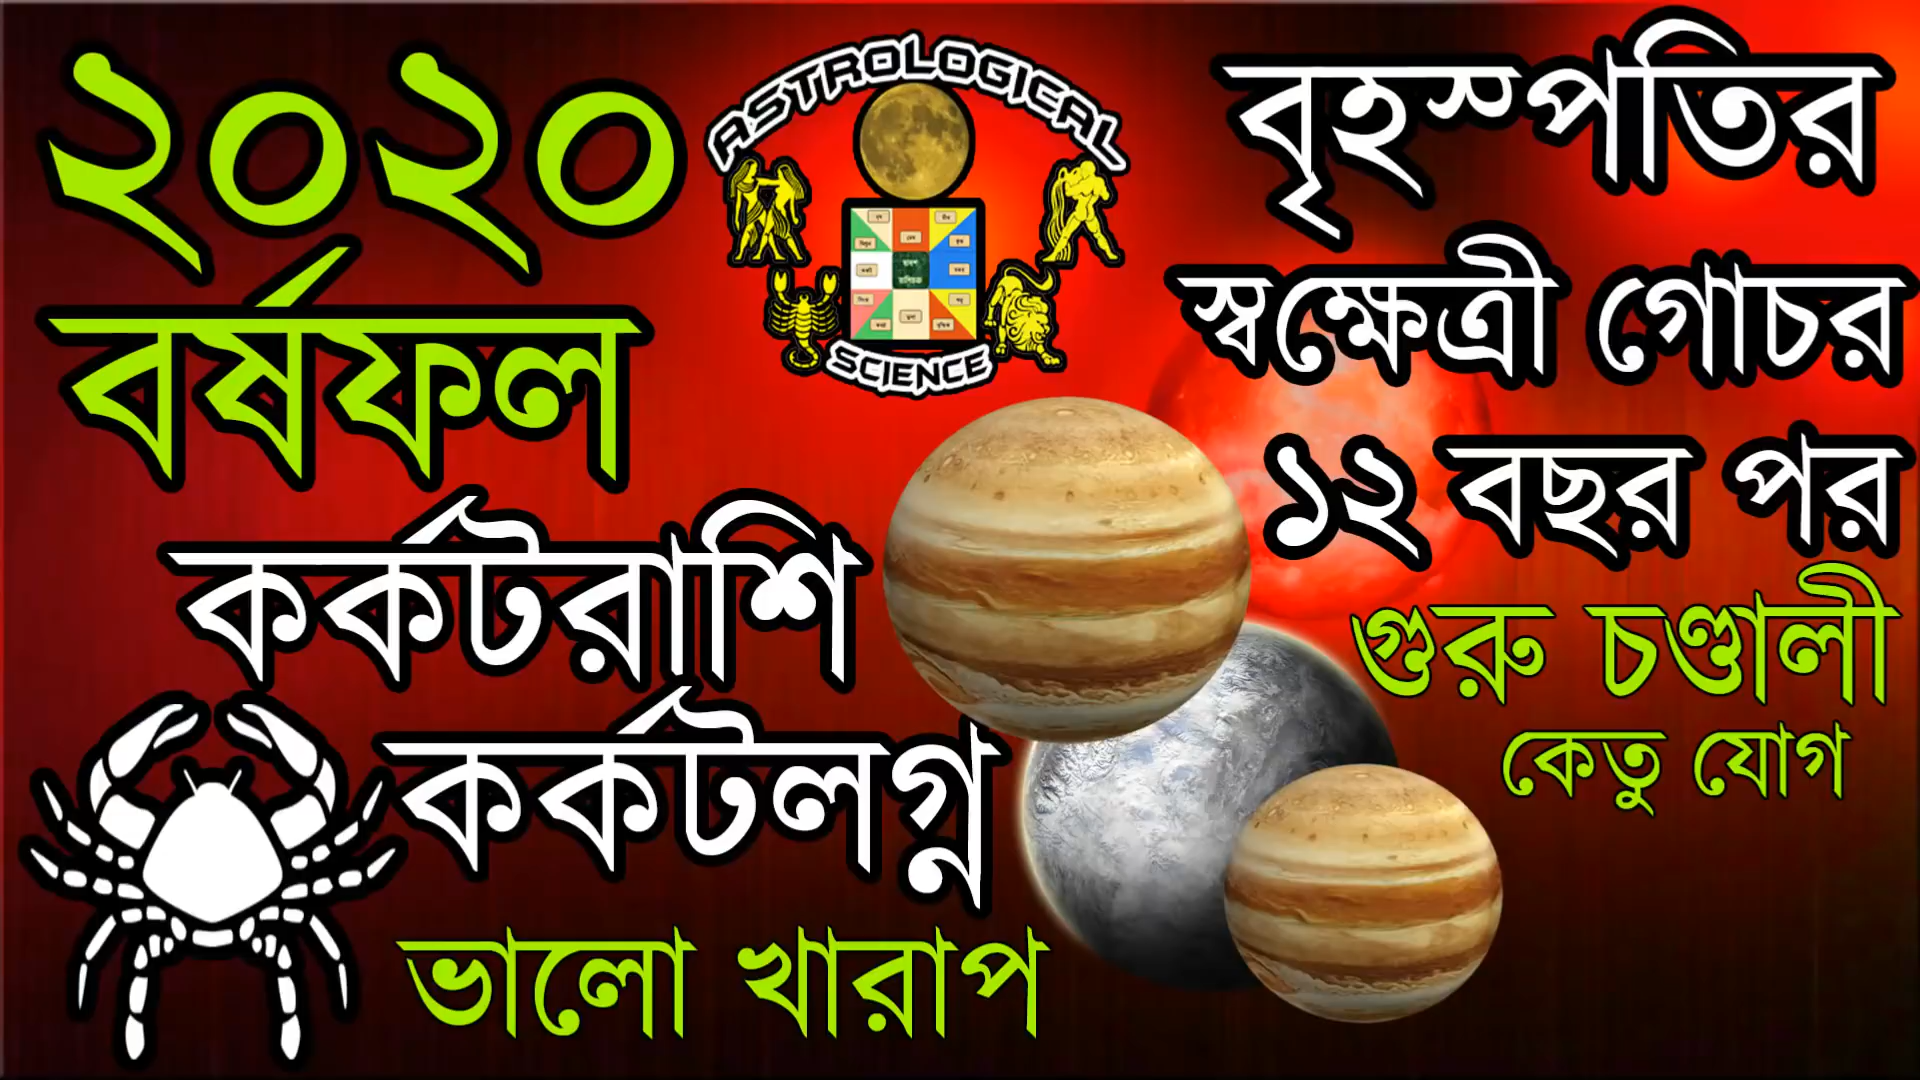 ২০২০
বর্ষফল
কর্কটরাশি
কর্কটলগ্ন
ভালো খারাপ
ASTROLOGICAL
SCIENCE
বৃহস্পতির
স্বক্ষেত্রী গোচর
১২ বছর পর
গুরু চণ্ডালী
কেতু যোগ